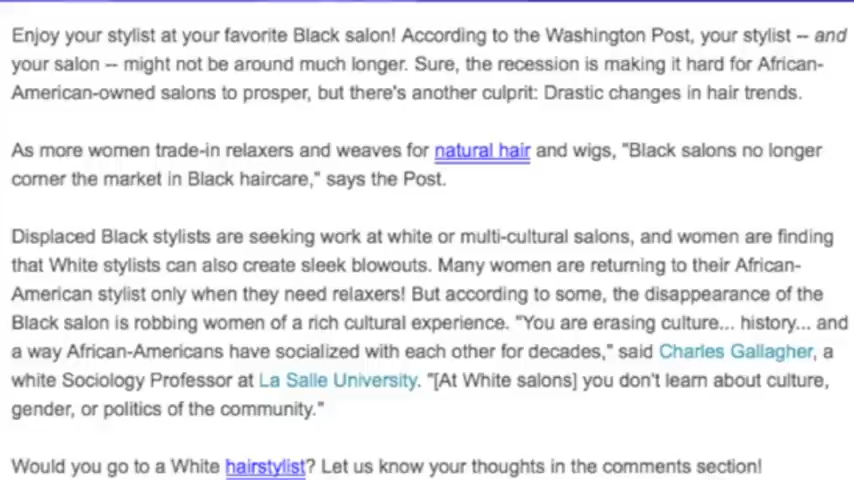 Enjoy your stylist at your favorite Black salon! According to the Washington Post, your stylist -- and
your salon -- might not be around much longer. Sure, the recession is making it hard for African-
American-owned salons to prosper, but there's another culprit: Drastic changes in hair trends.
As more women trade-in relaxers and weaves for natural hair and wigs, "Black salons no longer
corner the market in Black haircare," says the Post.
Displaced Black stylists are seeking work at white or multi-cultural salons, and women are finding
that White stylists can also create sleek blowouts. Many women are returning to their African-
American stylist only when they need relaxers! But according to some, the disappearance of the
Black salon is robbing women of a rich cultural experience. "You are erasing culture... history... and
a way African-Americans have socialized with each other for decades," said Charles Gallagher, a
white Sociology Professor at La Salle University. "[At White salons] you don't learn about culture,
gender, or politics of the community."
Would you go to a White hairstylist? Let us know your thoughts in the comments section!